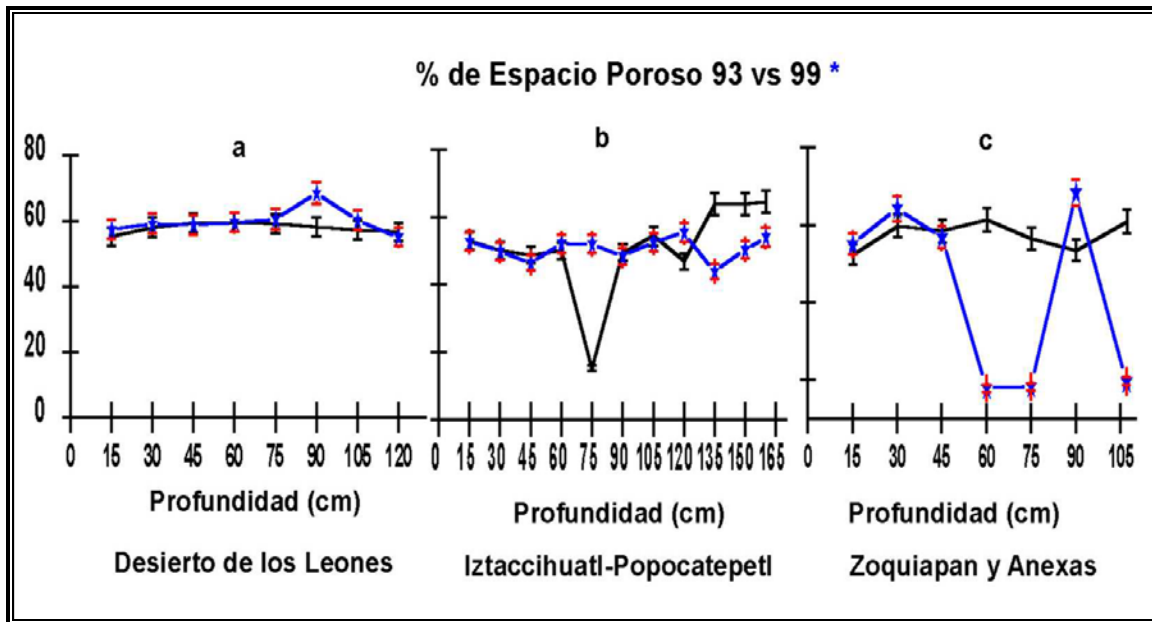 % de Espacio Poroso 93 vs 99 *
a
b
c
80
60
40
20
0
0 15 30 45 60 75 90 105 120
0 15 30 45 60 75 90 105 120 135 150 165
0 15 30 45 60 75 90 105
Profundidad (cm)
Profundidad (cm)
Profundidad (cm)
Desierto de los Leones
Iztaccihuatl-Popocatepetl
Zoquiapan y Anexas